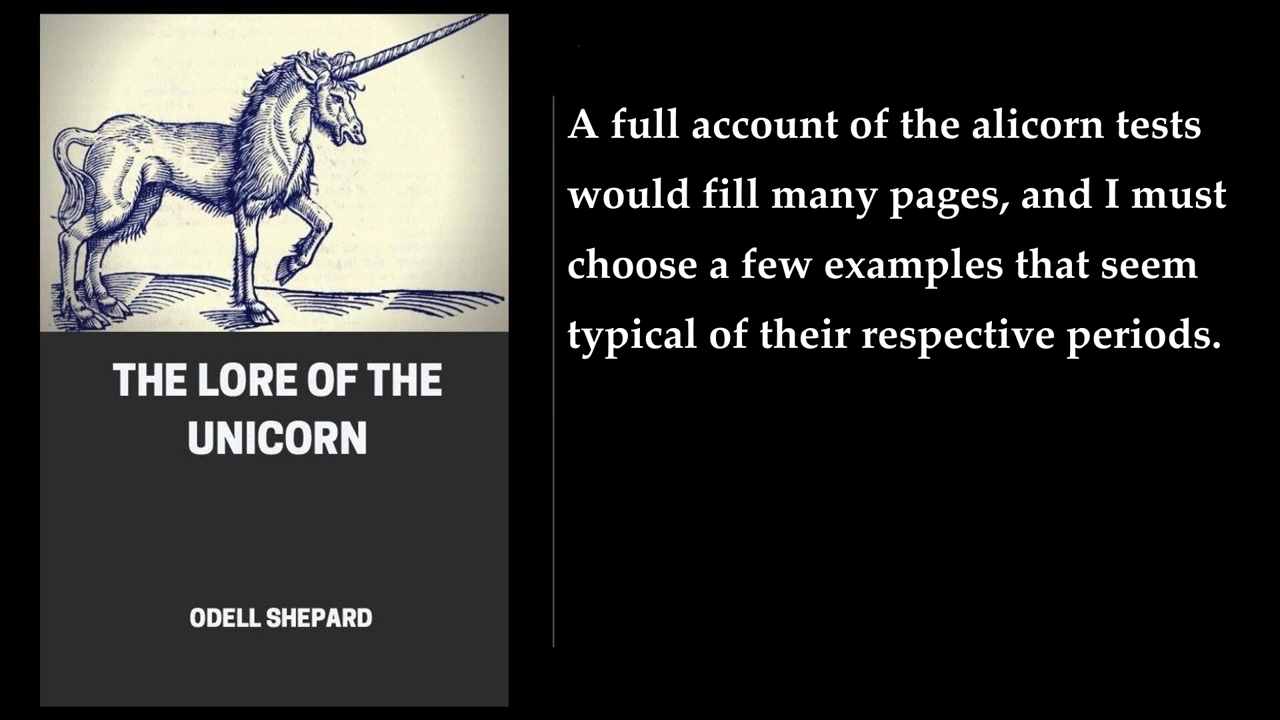 THE LORE OF THE
UNICORN
ODELL SHEPARD
A full account of the alicorn tests
would fill many pages, and I must
choose a few examples that seem
typical of their respective periods.